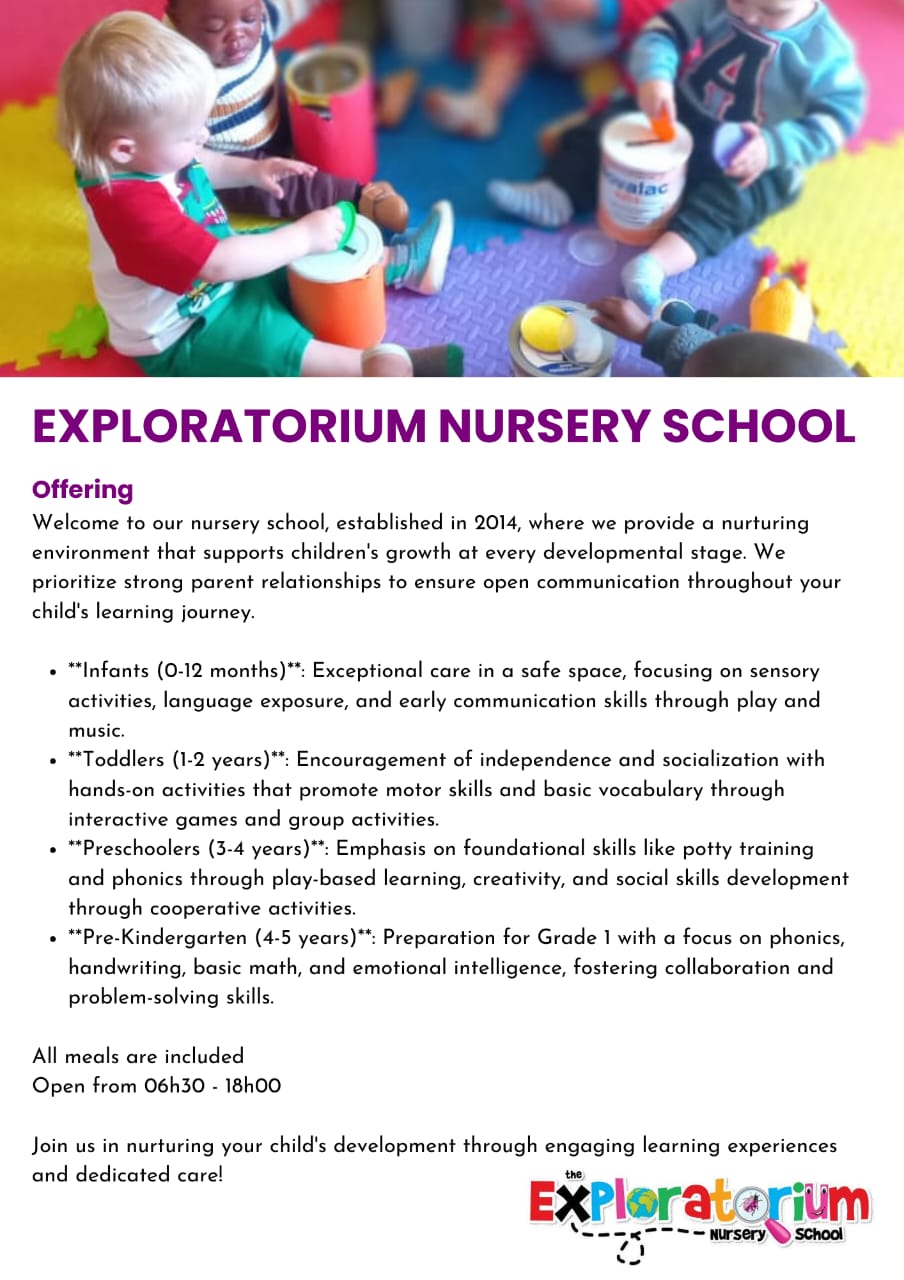 A
valac
EXPLORATORIUM NURSERY SCHOOL
Offering
Welcome to our nursery school, established in 2014, where we provide a nurturing
environment that supports children's growth at every developmental stage. We
prioritize strong parent relationships to ensure open communication throughout your
child's learning journey.
• **Infants (0-12 months)**: Exceptional care in a safe space, focusing on sensory
activities, language exposure, and early communication skills through play and
music.
• **Toddlers (1-2 years)**: Encouragement of independence and socialization with
hands-on activities that promote motor skills and basic vocabulary through
interactive games and group activities.
• **Preschoolers (3-4 years)**: Emphasis on foundational skills like potty training
and phonics through play-based learning, creativity, and social skills development
through cooperative activities.
• **Pre-Kindergarten (4-5 years)**: Preparation for Grade 1 with a focus on phonics,
handwriting, basic math, and emotional intelligence, fostering collaboration and
problem-solving skills.
All meals are included
Open from 06h30 - 18h00
Join us in nurturing your child's development through engaging learning experiences
and dedicated care!
the
Exploratorium
Nursery School